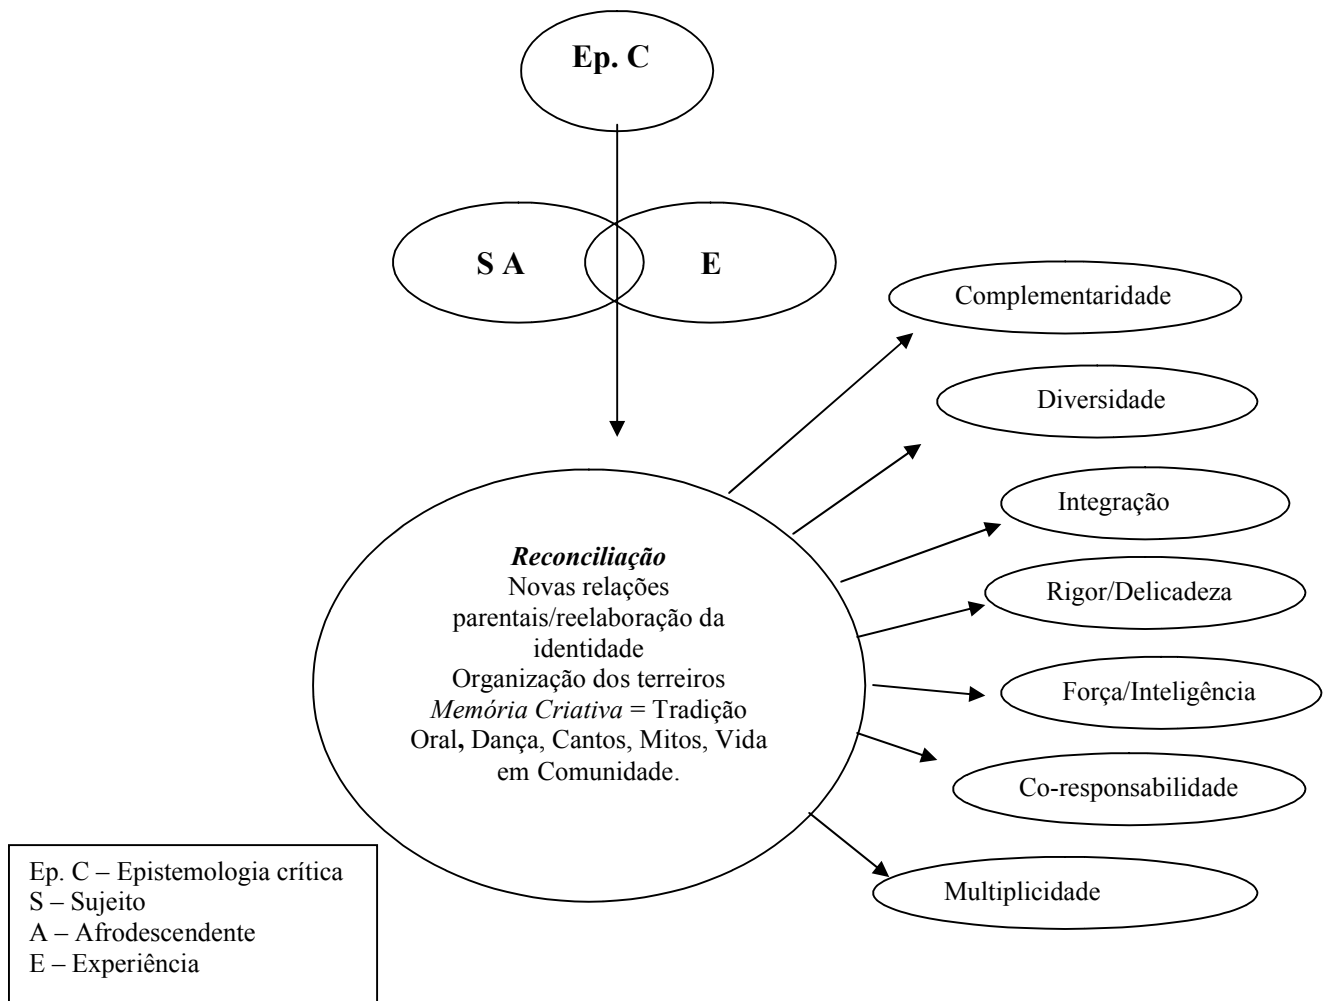 Ep. C
S A
E
Complementaridade
Diversidade
Integração
Rigor/Delicadeza
Força/Inteligência
Co-responsabilidade
Multiplicidade
Reconciliação
Novas relações
parentais/reelaboração da
identidade
Organização dos terreiros
Memória Criativa = Tradição
Oral, Dança, Cantos, Mitos, Vida
em Comunidade.
Ep. C – Epistemologia crítica
S – Sujeito
A – Afrodescendente
E – Experiência